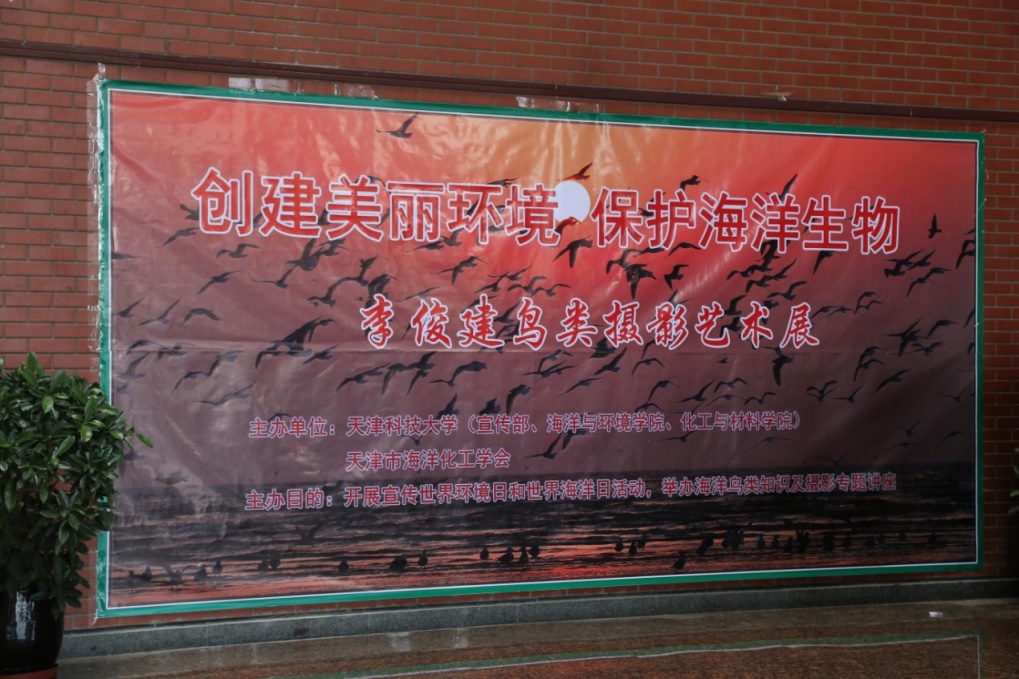 创建美丽环境 保护海洋生物
李俊建鸟类摄影艺术展
主办单位：天津科技大学（宣传部、海洋与环境学院、化工与材料学院）
天津市海洋化工学会
主办目的：开展宣传世界环境日和世界海洋日活动，举办海洋鸟类知识及摄影专题讲座